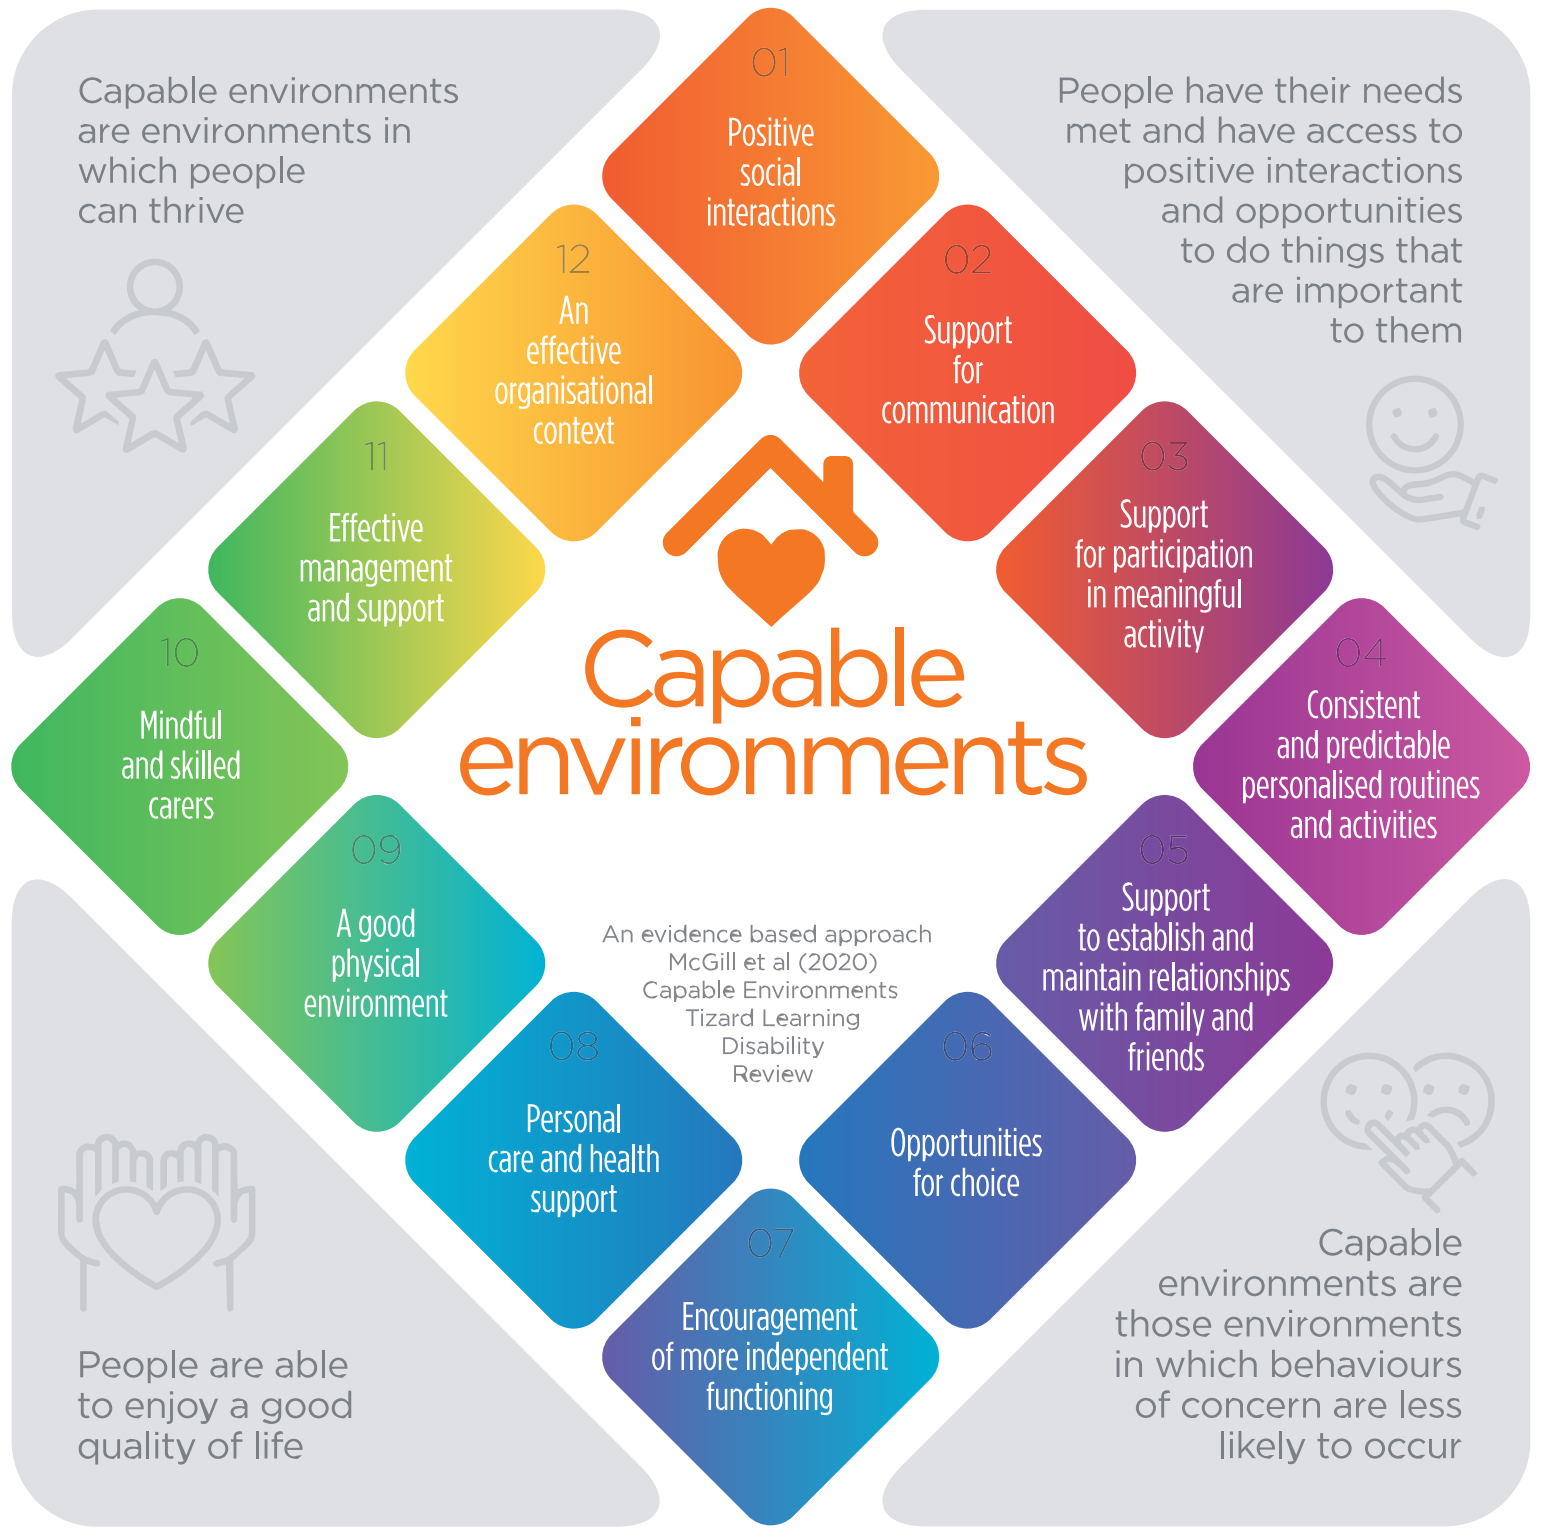 Capable environments
are environments in
which people
can thrive
People have their needs
met and have access to
positive interactions
and opportunities
to do things that
are important
to them
01
Positive
social
interactions
02
Support
for
communication
03
Support
for participation
in meaningful
activity
04
Consistent
and predictable
personalised routines
and activities
05
Support
to establish and
maintain relationships
with family and
friends
06
Opportunities
for choice
07
Encouragement
of more independent
functioning
08
Personal
care and health
support
09
A good
physical
environment
10
Mindful
and skilled
carers
11
Effective
management
and support
12
An
effective
organisational
context
Capable
environments
An evidence based approach
McGill et al (2020)
Capable Environments
Tizard Learning
Disability
Review
People are able
to enjoy a good
quality of life
Capable
environments are
those environments
in which behaviours
of concern are less
likely to occur